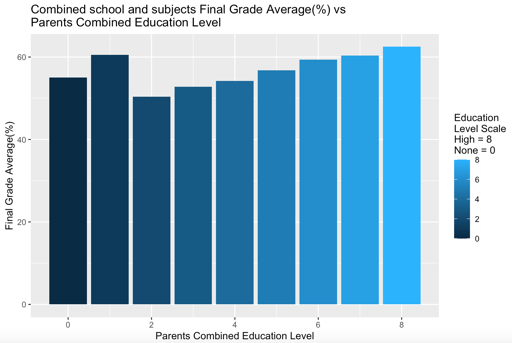 Combined school and subjects Final Grade Average(%) vs
Parents Combined Education Level
Final Grade Average(%)
60
40
20
0
0
2
4
6
8
Parents Combined Education Level
Education
Level Scale
High = 8
None = 0
8
6
4
2
0